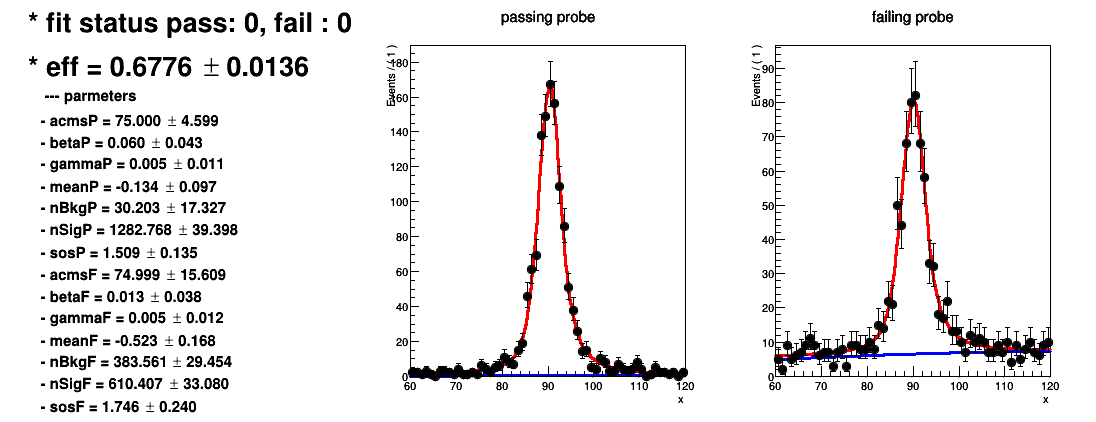 * fit status pass: 0, fail : 0
* eff = 0.6776 ± 0.0136
--- parmeters
- acmsP = 75.000 ± 4.599
- betaP = 0.060 ± 0.043
- gammaP = 0.005 ± 0.011
- meanP = -0.134 ± 0.097
- nBkgP = 30.203 ± 17.327
- nSigP = 1282.768 ± 39.398
- sosP = 1.509 ± 0.135
- acmsF = 74.999 ± 15.609
- betaF = 0.013 ± 0.038
- gammaF = 0.005 ± 0.012
- meanF = -0.523 ± 0.168
- nBkgF = 383.561 ± 29.454
- nSigF = 610.407 ± 33.080
- sosF = 1.746 ± 0.240
passing probe
Events / ( 1 )
180
160
140
120
100
80
60
40
20
0
60 70 80 90 100 110 120
x
failing probe
Events / ( 1 )
90
80
70
60
50
40
30
20
10
0
60 70 80 90 100 110 120
x